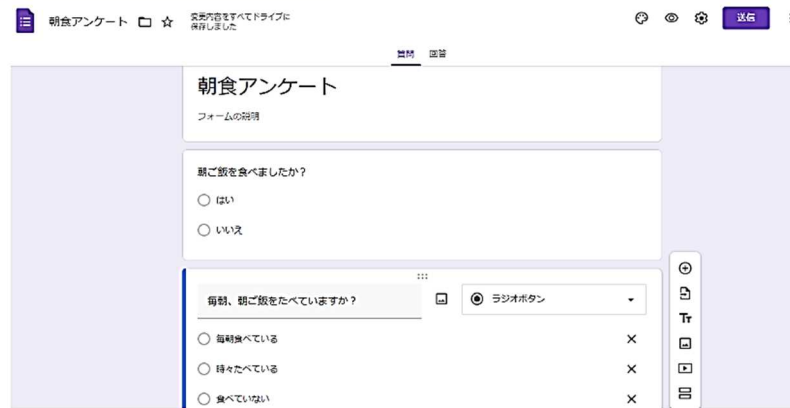 朝食アンケート
変更内容をすべてドライブに
保存しました
送信
質問 回答
朝食アンケート
フォームの説明
朝ご飯を食べましたか？
はい
いいえ
毎朝、朝ご飯をたべていますか？
ラジオボタン
毎朝食べている
時々たべている
食べていない
Tт